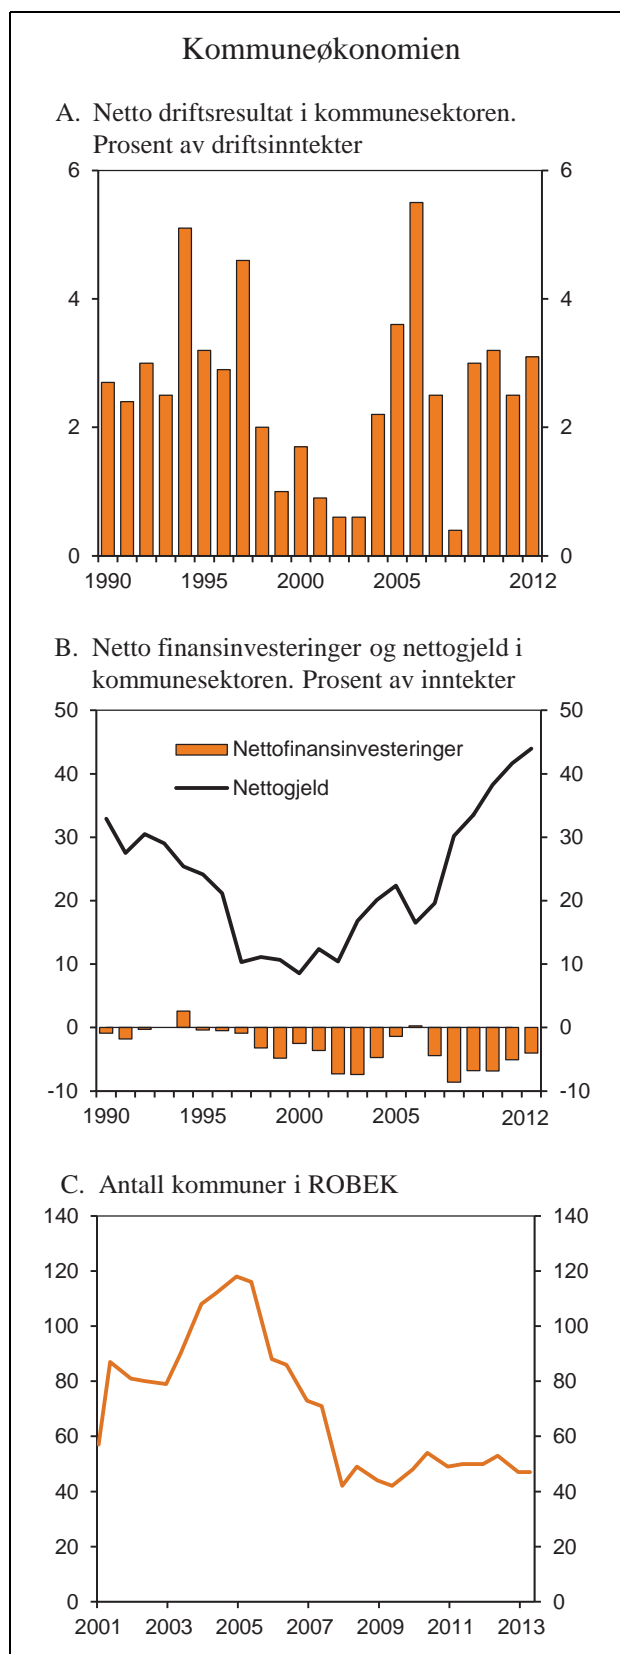 Kommuneøkonomien
A. Netto driftsresultat i kommunesektoren.
Prosent av driftsinntekter
6 6
4 4
2 2
0 0
1990 1995 2000 2005 2012
B. Netto finansinvesteringer og nettogjeld i
kommunesektoren. Prosent av inntekter
50 50
Nettofinansinvesteringer
40 40
Nettogjeld
30 30
20 20
10 10
0 0
-10 -10
1990 1995 2000 2005 2012
C. Antall kommuner i ROBEK
140 140
120 120
100 100
80 80
60 60
40 40
20 20
0 0
2001 2003 2005 2007 2009 2011 2013